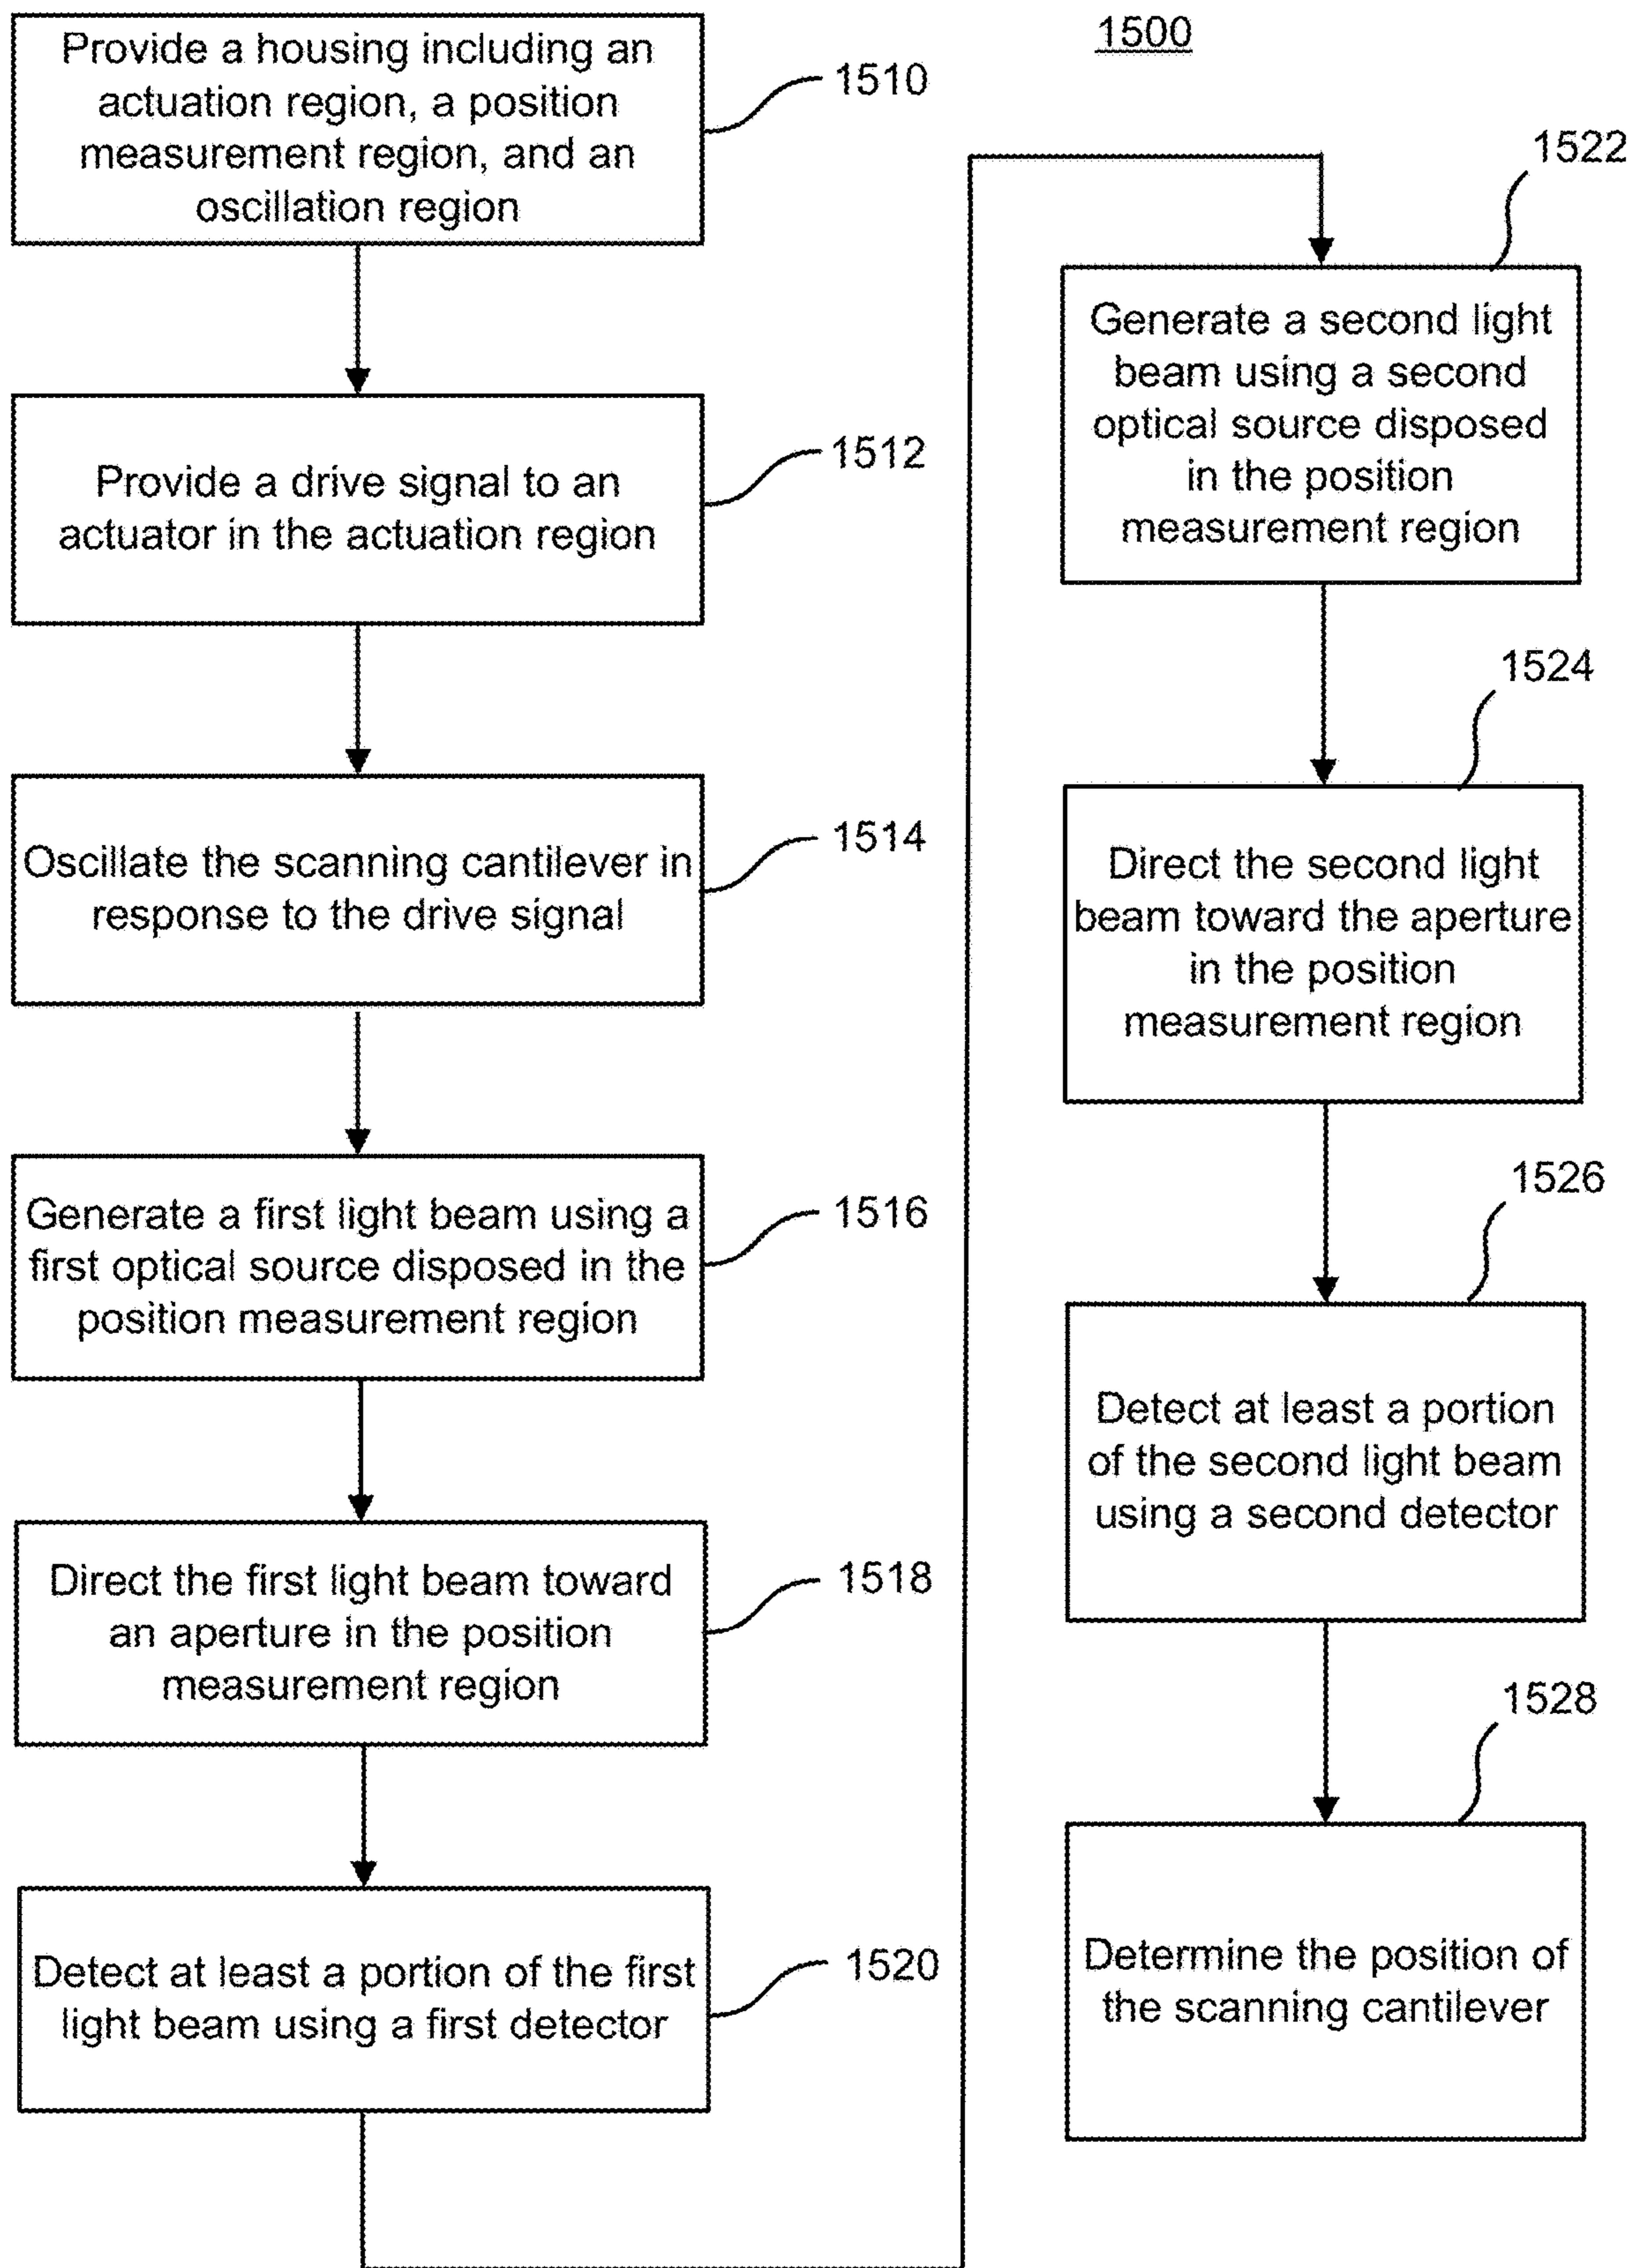 1500
Provide a housing including an
actuation region, a position
measurement region, and an
oscillation region
1510
Provide a drive signal to an
actuator in the actuation region
1512
Oscillate the scanning cantilever in
response to the drive signal
1514
Generate a first light beam using a
first optical source disposed in the
position measurement region
1516
Direct the first light beam toward
an aperture in the position
measurement region
1518
Detect at least a portion of the first
light beam using a first detector
1520
1522
Generate a second light
beam using a second
optical source disposed
in the position
measurement region
1524
Direct the second light
beam toward the aperture
in the position
measurement region
1526
Detect at least a portion
of the second light beam
using a second detector
1528
Determine the position of
the scanning cantilever